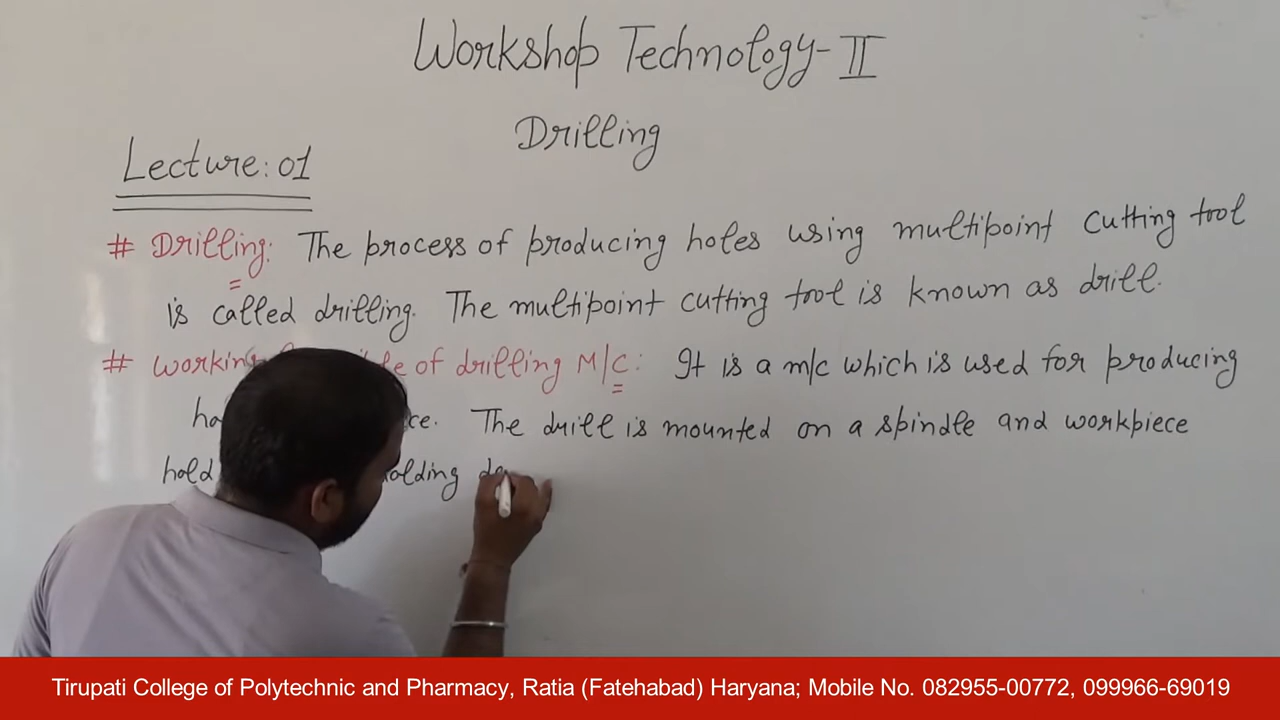 Workshop Technology-II
Drilling
Lecture: 01
# Drilling: The process of producing holes using multipoint cutting tool
is called drilling. The multipoint cutting tool is known as drill.
# of drilling M/C: It is a m/c which is used for producing
The drill is mounted on a spindle and workpiece
hold
Tirupati College of Polytechnic and Pharmacy, Ratia (Fatehabad) Haryana; Mobile No. 082955-00772, 099966-69019